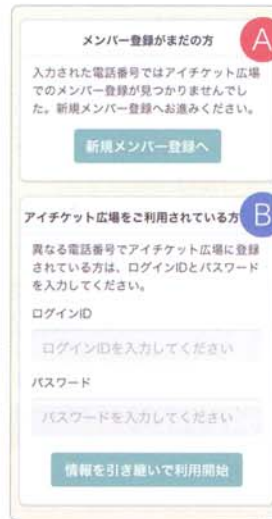 メンバー登録がまだの方
A
入力された電話番号ではアイチケット広場
でのメンバー登録が見つかりませんでし
た。新規メンバー登録へお進みください。
新規メンバー登録へ
アイチケット広場をご利用されている方
B
異なる電話番号でアイチケット広場に登録
されている方は、ログインIDとパスワード
を入力してください。
ログインID
ログインIDを入力してください
パスワード
パスワードを入力してください
情報を引き継いで利用開始